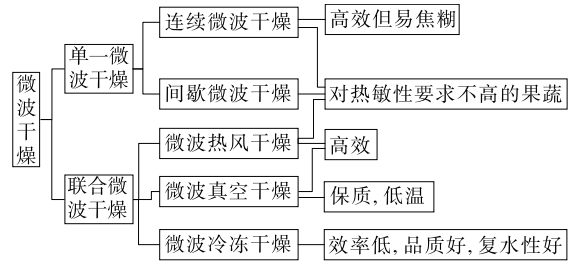 微
波
干
燥
单一微
波干燥
联合微
波干燥
连续微波干燥
间歇微波干燥
微波热风干燥
微波真空干燥
微波冷冻干燥
高效但易焦糊
对热敏性要求不高的果蔬
高效
保质,低温
效率低,品质好,复水性好